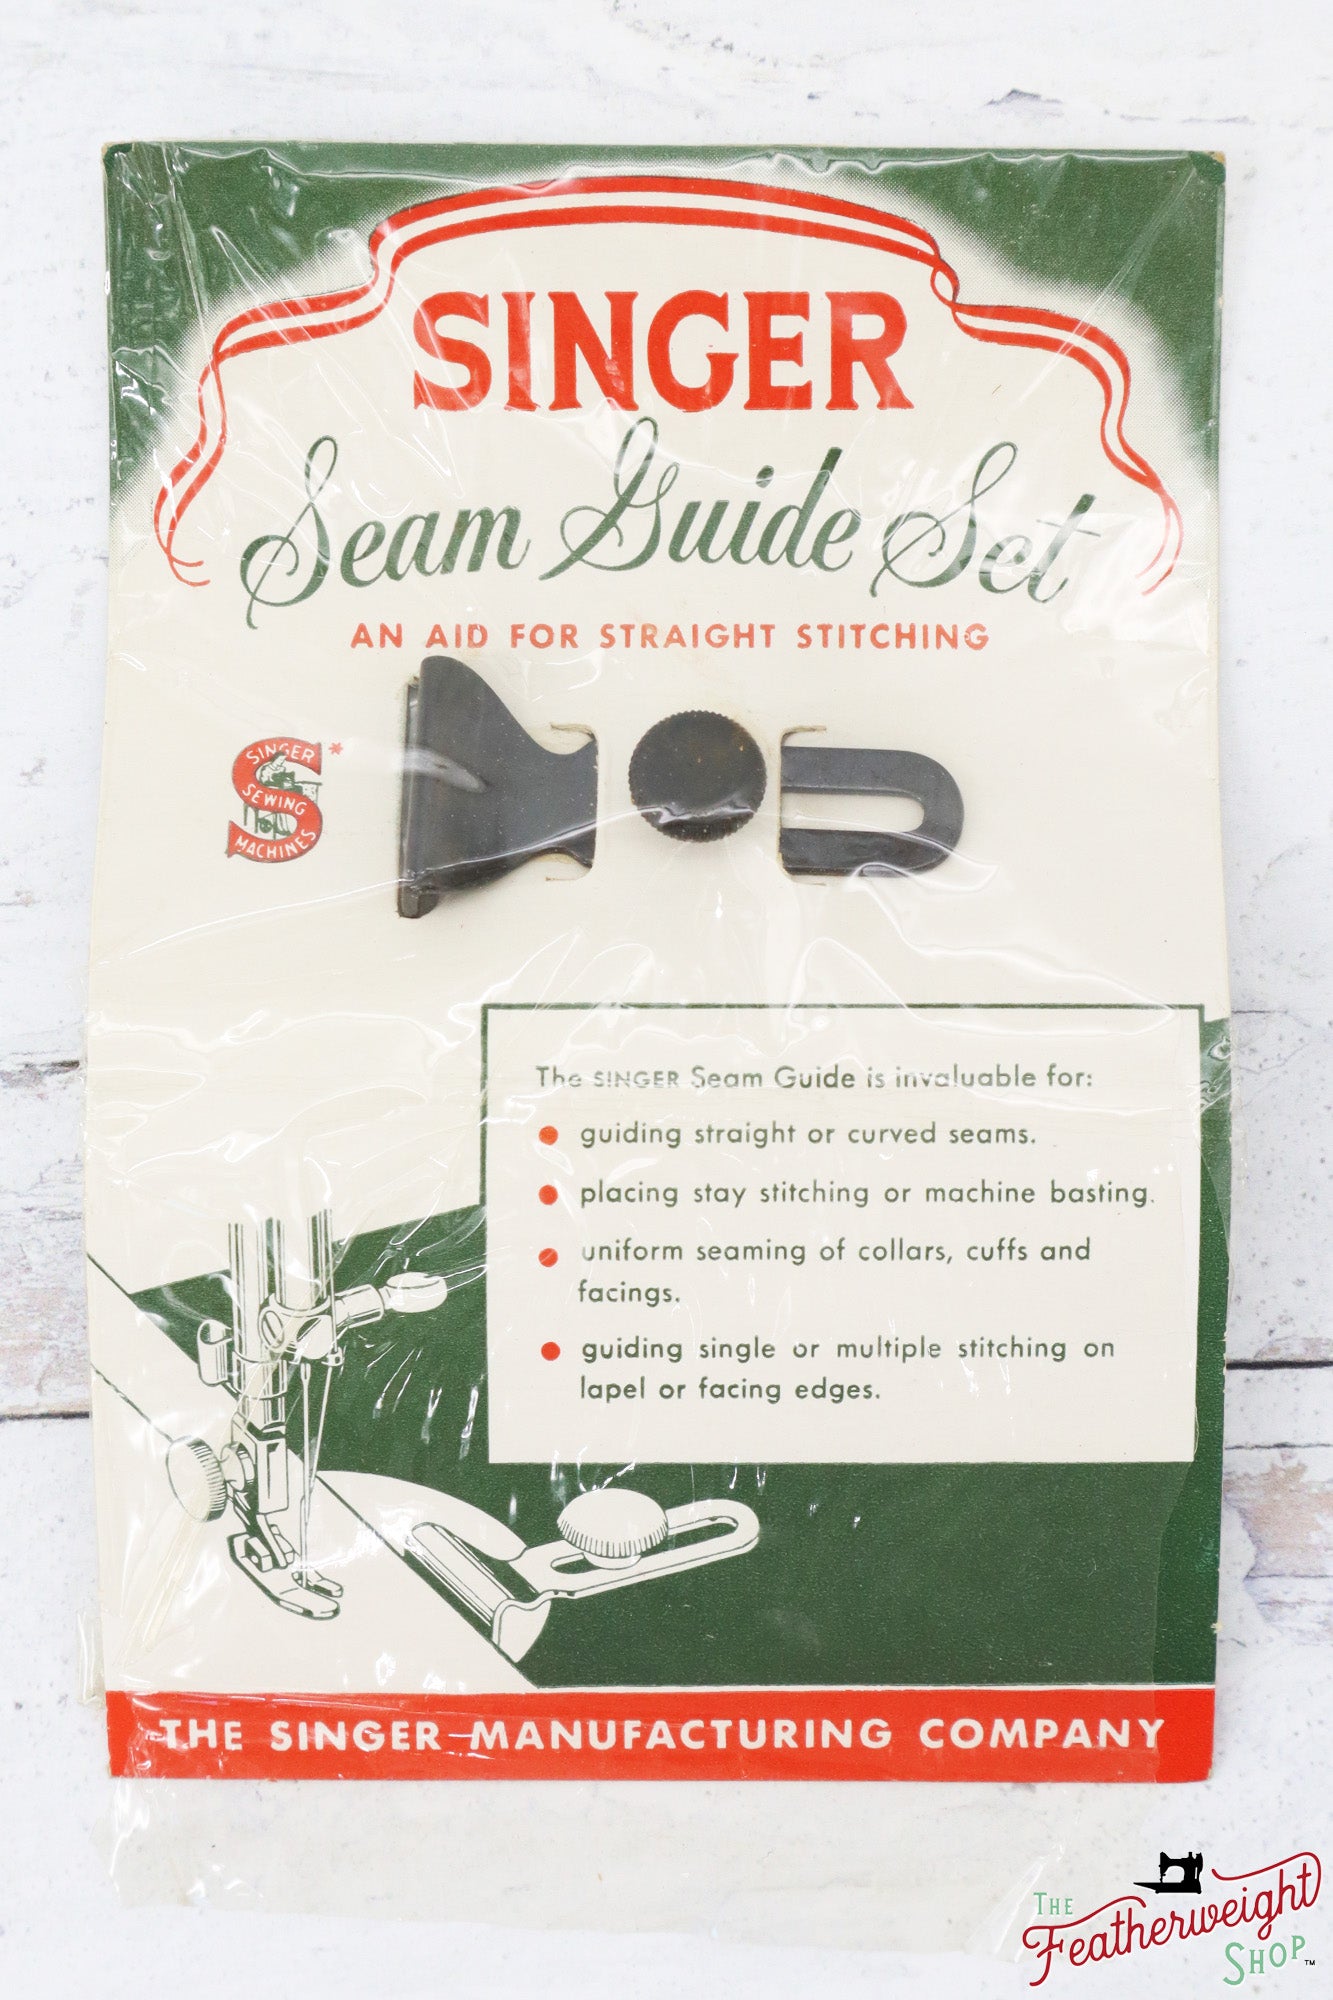 SINGER
Seam Guide Set
AN AID FOR STRAIGHT STITCHING
SINGER *
SEWING
MACHINES
The SINGER Seam Guide is invaluable for:
• guiding straight or curved seams.
• placing stay stitching or machine basting.
• uniform seaming of collars, cuffs and
facings.
• guiding single or multiple stitching on
lapel or facing edges.
THE SINGER MANUFACTURING COMPANY
THE
Featherweight
SHOP™